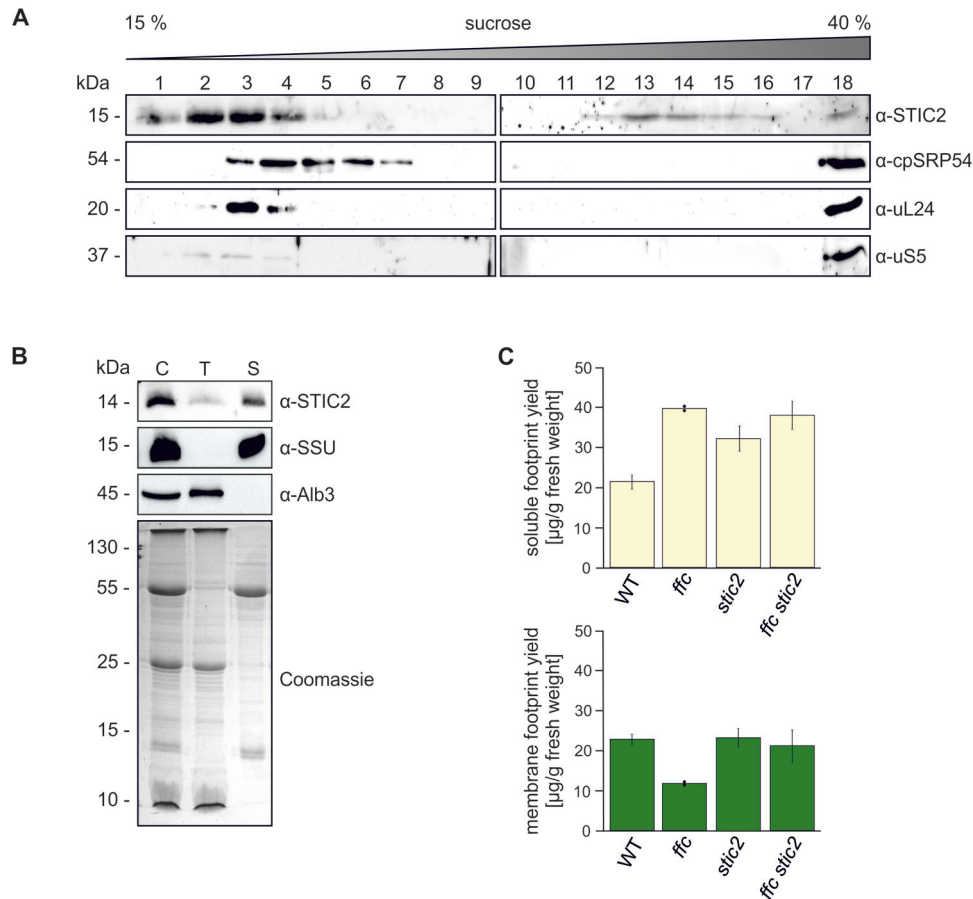 A
15 % sucrose 40 %
kDa 1 2 3 4 5 6 7 8 9 10 11 12 13 14 15 16 17 18
15 - α-STIC2
54 - α-cpSRP54
20 - α-uL24
37 - α-uS5
B
kDa C T S
14 - α-STIC2
15 - α-SSU
45 - α-Alb3
130 -
55 -
25 -
15 -
10 -
Coomassie
C
soluble footprint yield
[µg/g fresh weight]
50
40
30
20
10
0
WT ffc stic2 ffc stic2
membrane footprint yield
[µg/g fresh weight]
50
40
30
20
10
0
WT ffc stic2 ffc stic2